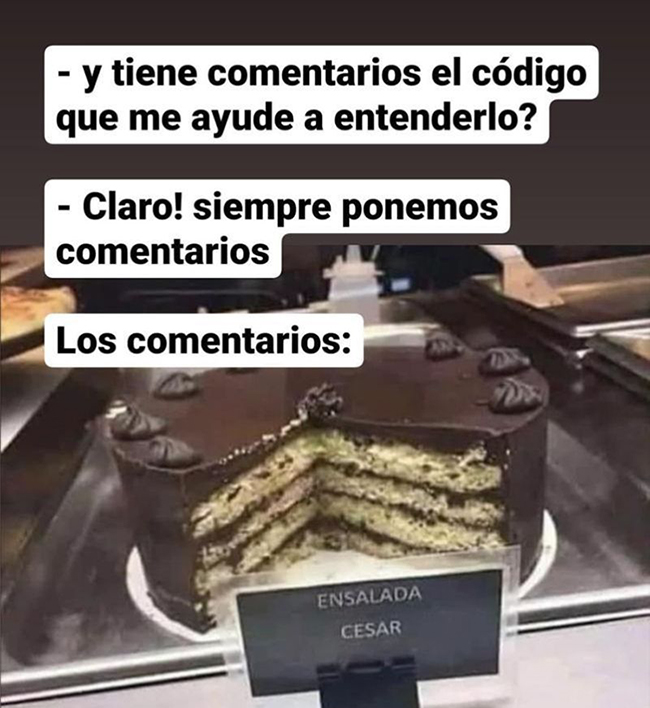 - y tiene comentarios el código
que me ayude a entenderlo?
- Claro! siempre ponemos
comentarios
Los comentarios:
ENSALADA
CESAR